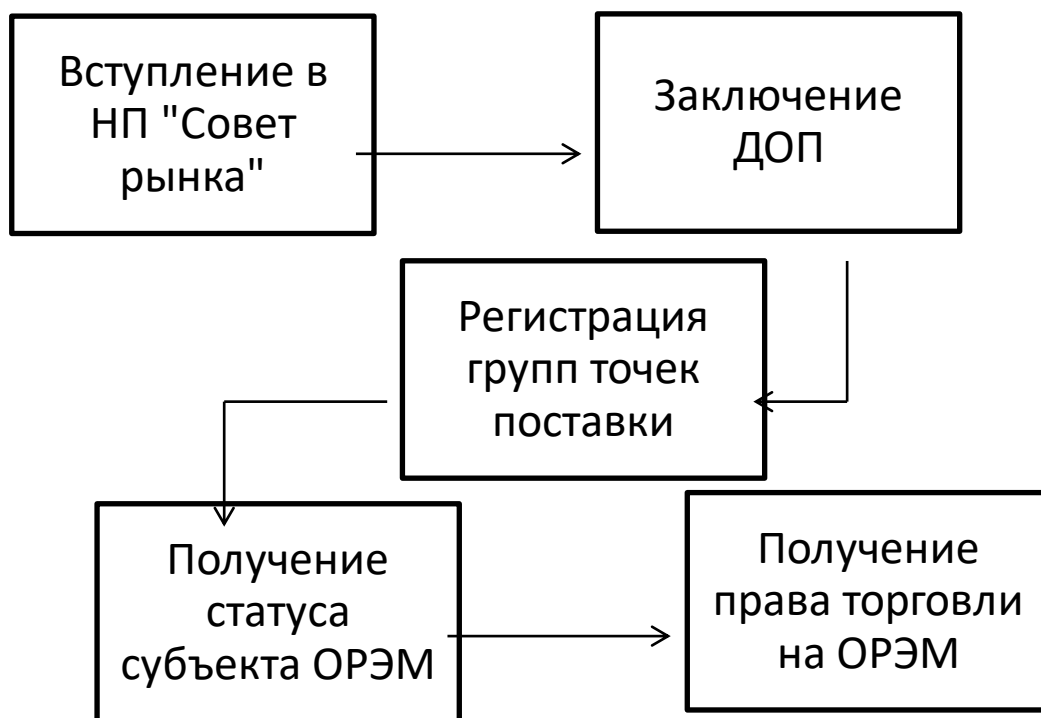 Вступление в
НП "Совет
рынка"
Заключение
ДОП
Регистрация
групп точек
поставки
Получение
статуса
субъекта ОРЭМ
Получение
права торговли
на ОРЭМ